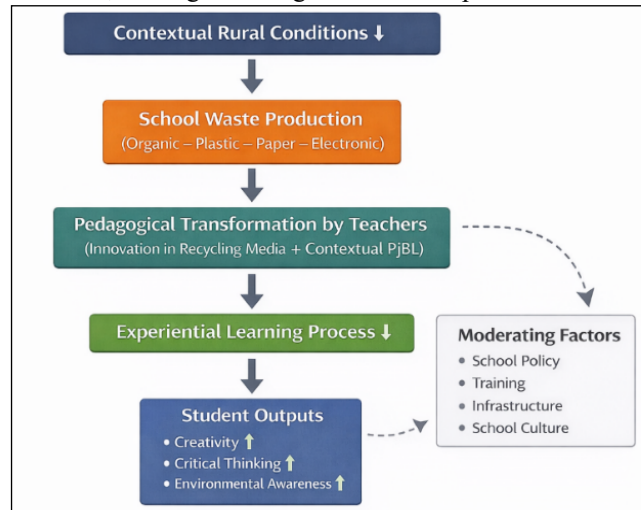 Contextual Rural Conditions ↓
School Waste Production
(Organic – Plastic – Paper – Electronic)
Pedagogical Transformation by Teachers
(Innovation in Recycling Media + Contextual PjBL)
Experiential Learning Process ↓
Moderating Factors
• School Policy
• Training
• Infrastructure
• School Culture
Student Outputs
• Creativity ↑
• Critical Thinking ↑
• Environmental Awareness ↑